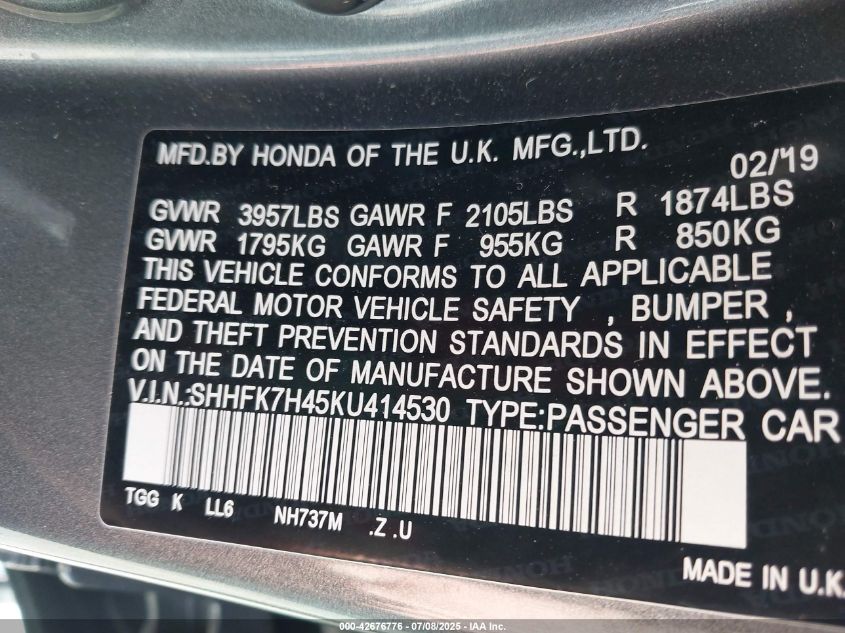 MFD.BY HONDA OF THE U.K. MFG.,LTD.
02/19
GVWR 3957LBS GAWR F 2105LBS R 1874LBS
GVWR 1795KG GAWR F 955KG R 850KG
THIS VEHICLE CONFORMS TO ALL APPLICABLE
FEDERAL MOTOR VEHICLE SAFETY , BUMPER ,
AND THEFT PREVENTION STANDARDS IN EFFECT
ON THE DATE OF MANUFACTURE SHOWN ABOVE.
V.I.N.:SHHFK7H45KU414530 TYPE:PASSENGER CAR
TGG K LL6 NH737M .Z .U
MADE IN U.K.
000-42676776 - 07/08/2025 - IAA Inc.